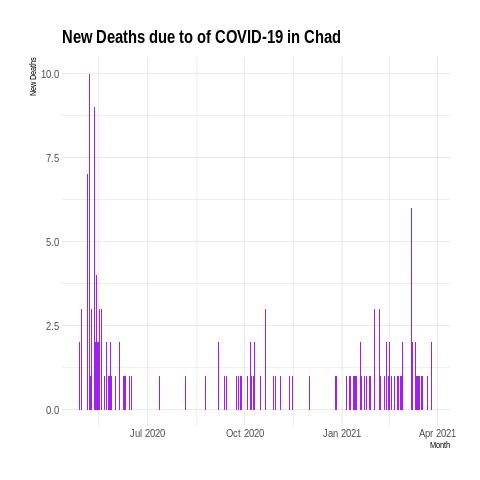 New Deaths due to of COVID-19 in Chad
New Deaths
10.0
7.5
5.0
2.5
0.0
Jul 2020 Oct 2020 Jan 2021 Apr 2021
Month